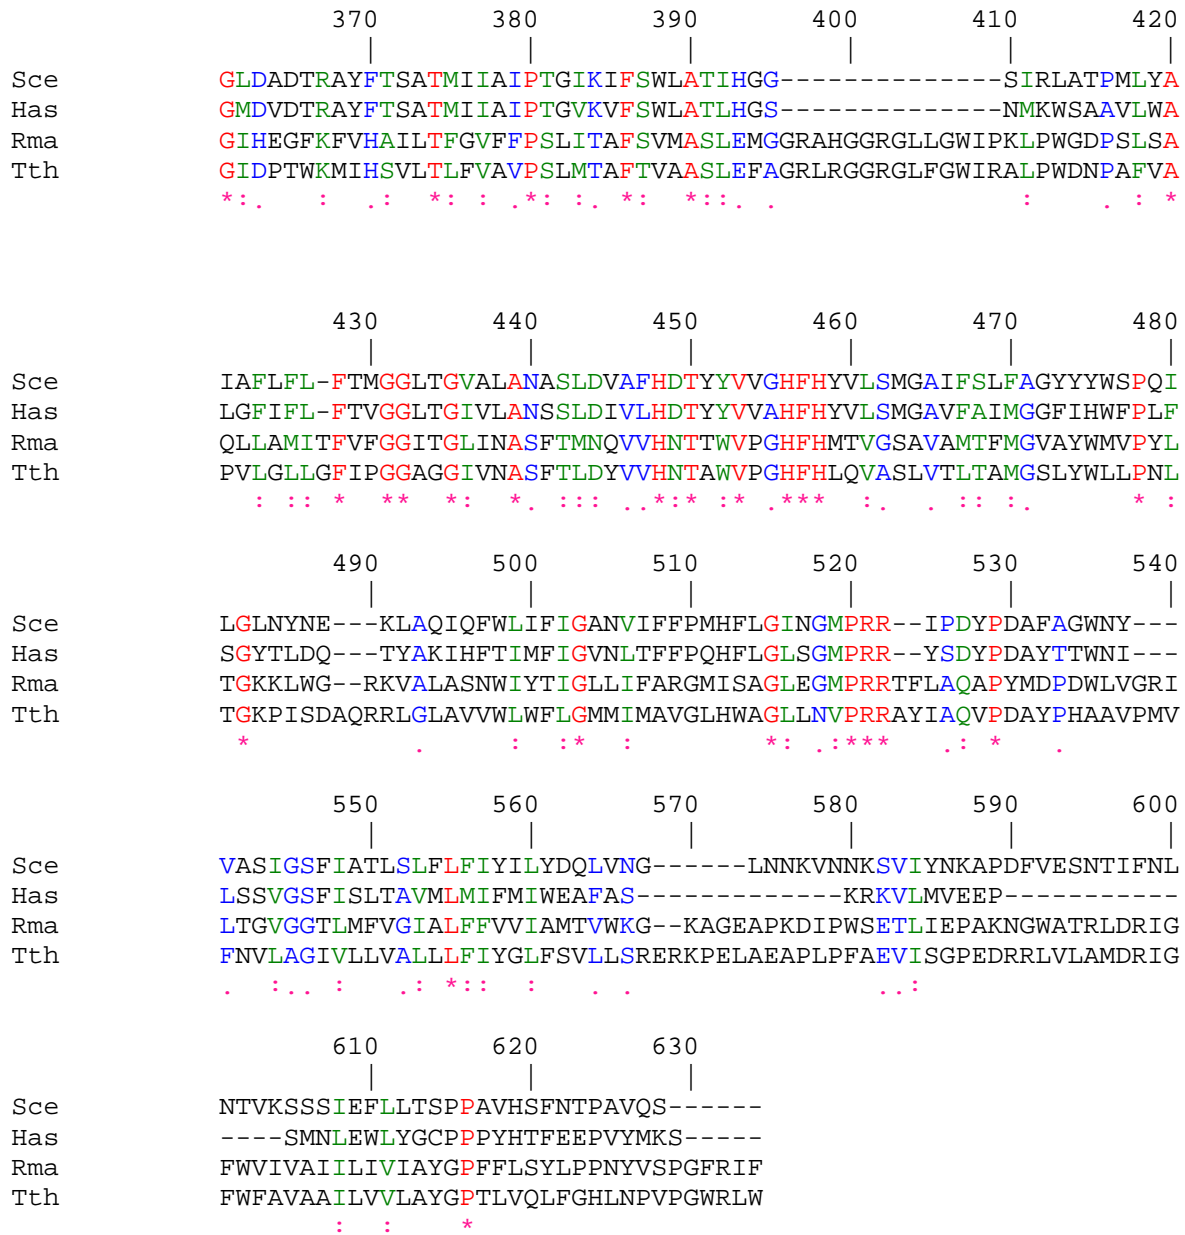 370 380 390 400 410 420
| | | | | |
Sce GLDADTRAYFTSATMIIAIPTGIKIFSWLATIHGG--------------SIRLATPMLYA
Has GMDVDTRAYFTSATMIIAIPTGVKVFSWLATLHGS--------------NMKWSAAVLWA
Rma GIHEGFKFVHAILTFGVFFPSLITAFSVMASLEMGGRAHGGRGLLGWIPKLPWGDPSLSA
Tth GIDPTWKMIHSVLTLFVAVPSLMTAFTVAASLEFAGRLRGGRGLFGWIRALPWDNPAFVA
*:. : .: *: : .*: :. *: *::. . : . : *
430 440 450 460 470 480
| | | | | |
Sce IAFLFL-FTMGGLTGVALANASLDVAFHDTYYVVGHFHYVLSMGAIFSLFAGYYYWSPQI
Has LGFIFL-FTVGGLTGIVLANSSLDIVLHDTYYVVAHFHYVLSMGAVFAIMGGFIHWFPLF
Rma QLLAMITFVFGGITGLINASFTMNQVVHNTTWVPGHFHMTVGSAVAMTFMGVAYWMVPYL
Tth PVLGLLGFIPGGAGGIVNASFTLDYVVHNTAWVPGHFHLQVASLVTLTAMGSLYWLLPNL
: :: * ** *: *. ::: ..*:* :* .*** :. . :: :. * :
490 500 510 520 530 540
| | | | | |
Sce LGLNYNE---KLAQIQFWLIFIGANVIFFPMHFLGINGMPRR--IPDYPDAFAGWNY---
Has SGYTLDQ---TYAKIHFTIMFIGVNLTFFPQHFLGLSGMPRR--YSDYPDAYTTWNI---
Rma TGKKLWG--RKVALASNWIYTIGLLIFARGMISAGLEGMPRRTFLAQAPYMDPDWLVGRI
Tth TGKPISDAQRRLGLAVVWLWFLGMMIMAVGLHWAGLLNVPRRAYIAQVPDAYPHAAVPMV
* . : :* : *: .:*** .: * .
550 560 570 580 590 600
| | | | | |
Sce VASIGSFIATLSLFLFIYILYDQLVNG------LNNKVNNKSVIYNKAPDFVESNTIFNL
Has LSSVGSFISLTAVMLMIFMIWEAFAS-------------KRKVLMVEEP-----------
Rma LTGVGGTLMFVGIALFFVVIAMTVWKG--KAGEAPKDIPWSETLIEPAKNGWATRLDRIG
Tth FNVLAGIVLLVALLLFIYGLFSVLLSRERKPELAEAPLPFAEVISGPEDRRLVLAMDRIG
. :.. : .: *:: : . . ..:
610 620 630
| | |
Sce NTVKSSSIEFLLTSPPAVHSFNTPAVQS------
Has ----SMNLEWLYGCPPPYHTFEEPVYMKS-----
Rma FWVIVAIILIVIAYGPFFLSYLPPNYVSPGFRIF
Tth FWFAVAAILVVLAYGPTLVQLFGHLNPVPGWRLW
: : *